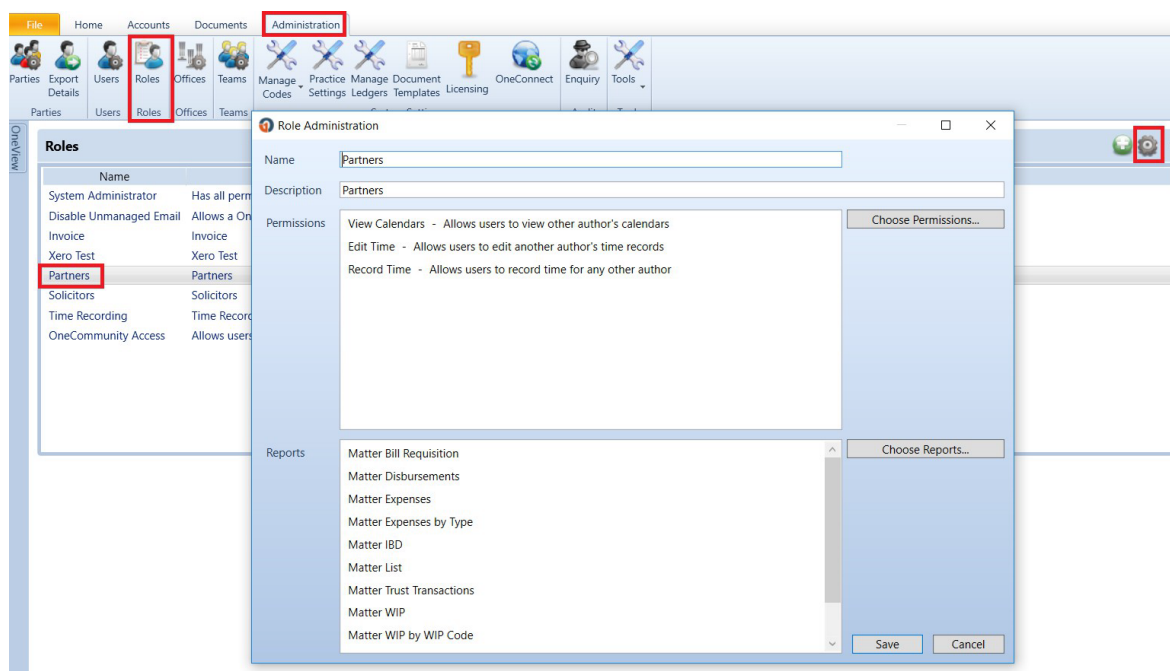 File Home Accounts Documents Administration
Parties Export Details Users Roles Offices Teams Manage Codes Practice Settings Manage Ledgers Document Templates Licensing OneConnect Enquiry Tools
Parties Users Roles Offices Teams
OneView
Roles
Name
System Administrator Has all perm
Disable Unmanaged Email Allows a On
Invoice Invoice
Xero Test Xero Test
Partners Partners
Solicitors Solicitors
Time Recording Time Record
OneCommunity Access Allows users
Role Administration
Name Partners
Description Partners
Permissions
View Calendars - Allows users to view other author's calendars
Edit Time - Allows users to edit another author's time records
Record Time - Allows users to record time for any other author
Choose Permissions...
Reports
Matter Bill Requisition
Matter Disbursements
Matter Expenses
Matter Expenses by Type
Matter IBD
Matter List
Matter Trust Transactions
Matter WIP
Matter WIP by WIP Code
Choose Reports...
Save Cancel